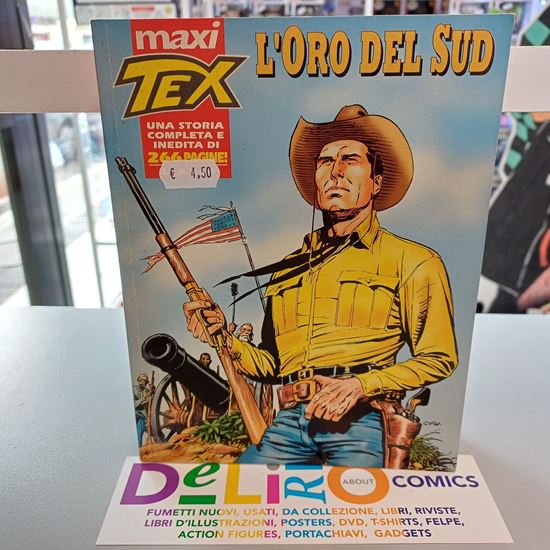 maxi
TEX
L'ORO DEL SUD
UNA STORIA
COMPLETA E
INEDITA DI
266 PAGINE!
€ 4,50
DELIRIO
ABOUT
COMICS
FUMETTI NUOVI, USATI, DA COLLEZIONE, LIBRI, RIVISTE,
LIBRI D'ILLUSTRAZIONI, POSTERS, DVD, T-SHIRTS, FELPE,
ACTION FIGURES, PORTACHIAVI, GADGETS